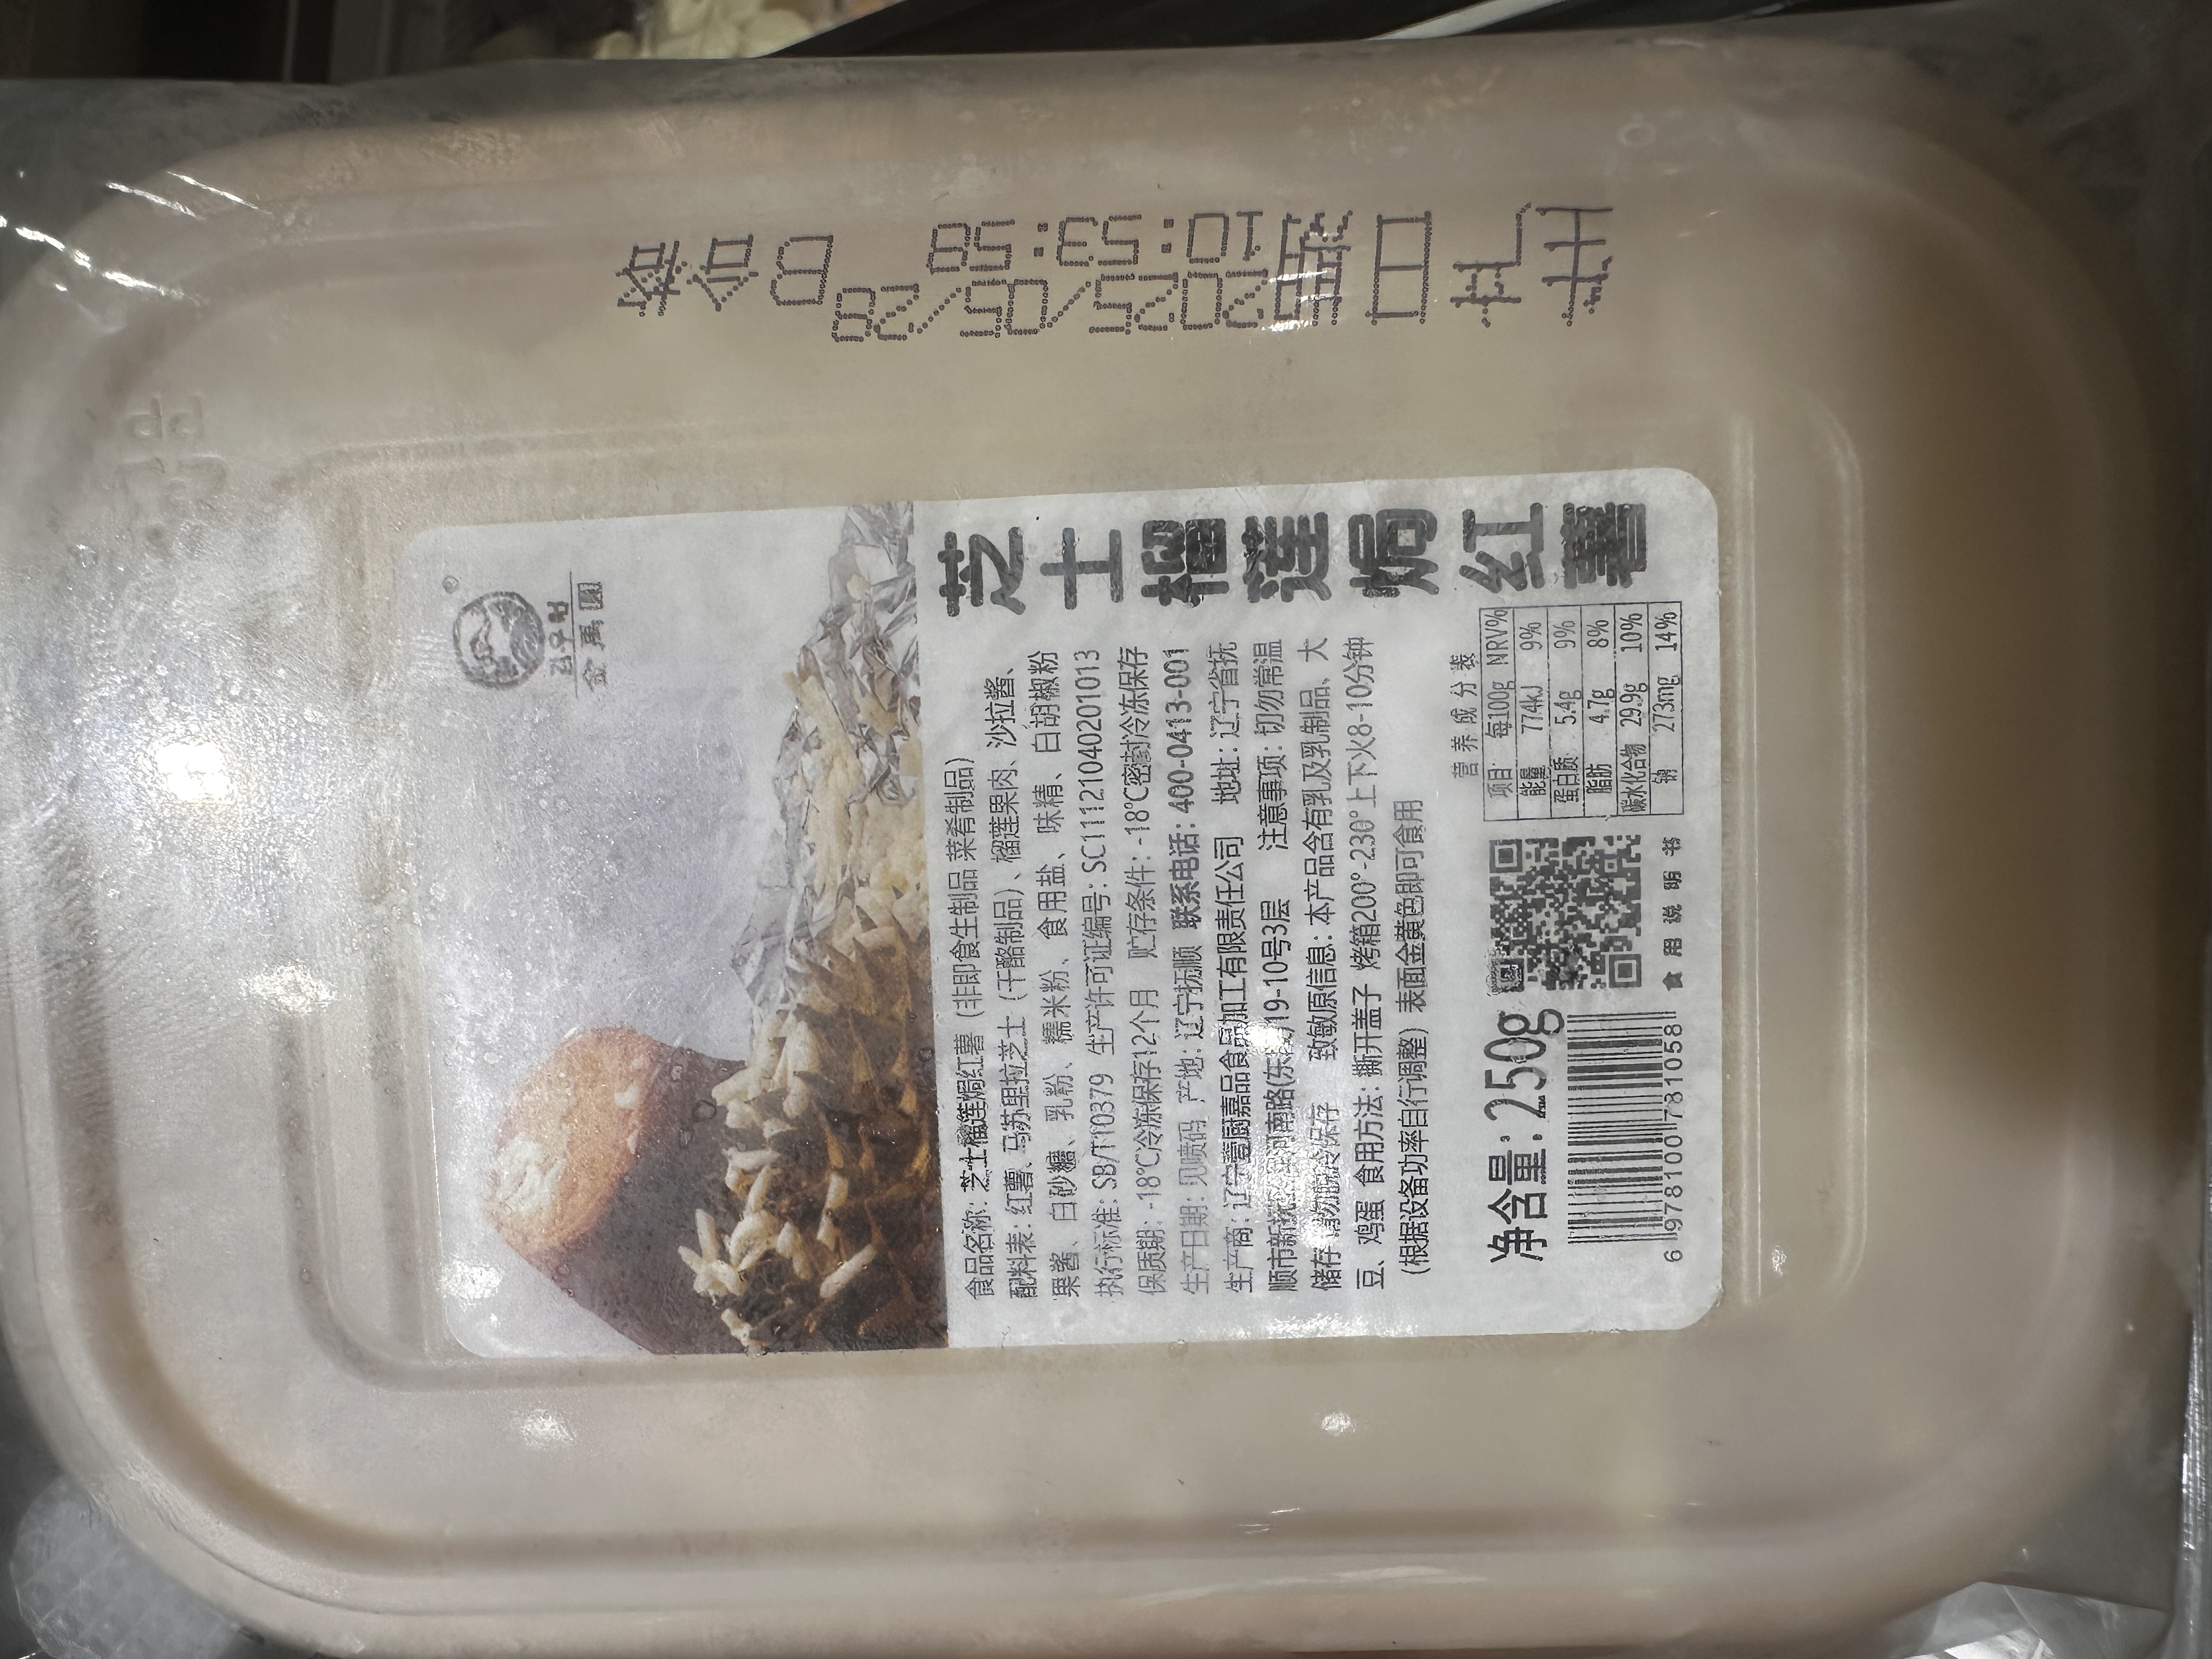 김우협
金禹圓
食品名称：芝士榴莲焗红薯（非即食生制品 菜肴制品）
配料表：红薯、马苏里拉芝士（干酪制品）、榴莲果肉、沙拉酱、
果酱、白砂糖、乳粉、糯米粉、食用盐、味精、白胡椒粉
执行标准：SB/T10379 生产许可证编号：SC11121040201013
保质期：-18℃冷冻保存12个月 贮存条件：-18℃密封冷冻保存
生产日期：见喷码 产地：辽宁抚顺 联系电话：400-0413-001
生产商：辽宁壹厨嘉品食品加工有限责任公司 地址：辽宁省抚
顺市新抚区河南路(东段)19-10号3层 注意事项：切勿常温
储存 请勿脱冷保存 致敏原信息：本产品含有乳及乳制品、大
豆、鸡蛋 食用方法：撕开盖子 烤箱200°-230°上下火8-10分钟
（根据设备功率自行调整）表面金黄色即可食用
芝士榴莲焗红薯
净含量：250g
6 978100 781058
食用说明书
营养成分表
项目 每100g NRV%
能量 774kJ 9%
蛋白质 5.4g 9%
脂肪 4.7g 8%
碳水化合物 29.9g 10%
钠 273mg 14%
生产日期2025/06/28B合格
10:53:58